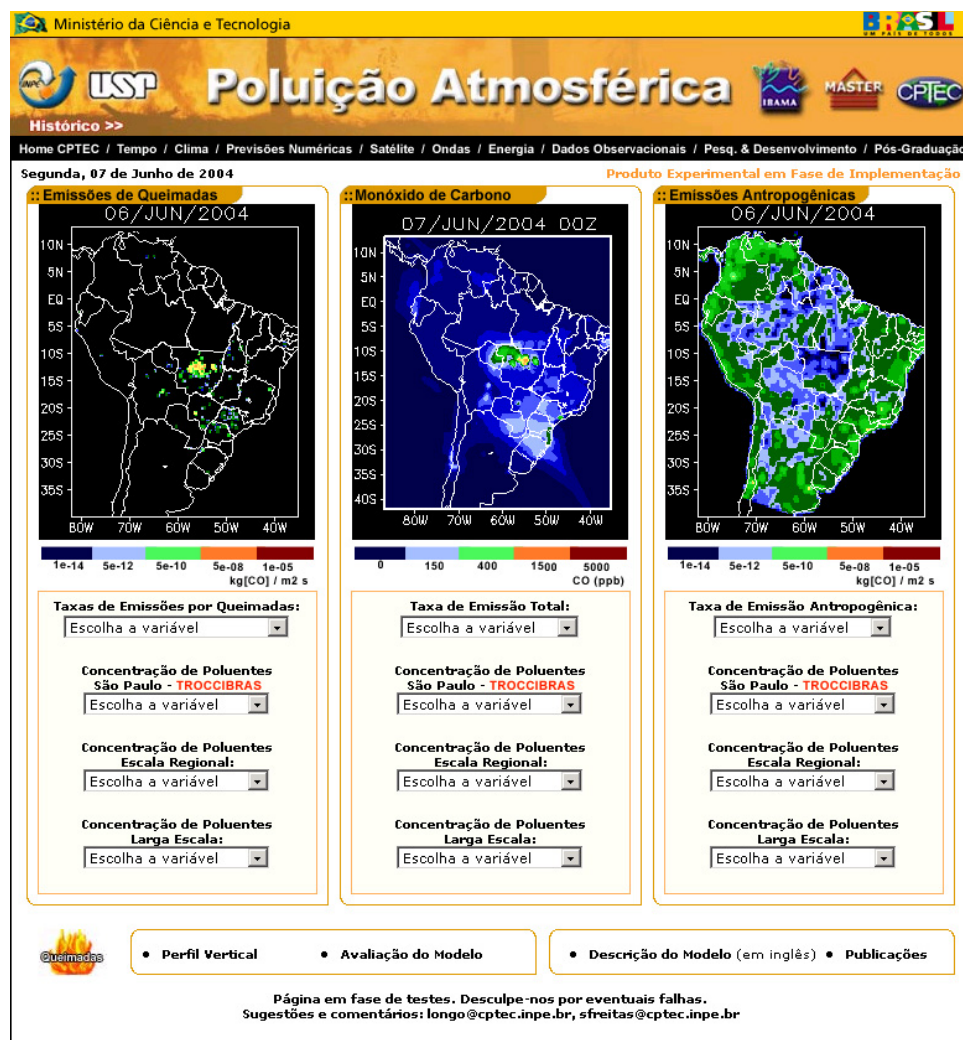 Ministério da Ciência e Tecnologia
BRASIL
UM PAÍS DE TODOS
INPE
USP
Poluição Atmosférica
IBAMA
MASTER
CPTEC
Histórico >>
Home CPTEC / Tempo / Clima / Previsões Numéricas / Satélite / Ondas / Energia / Dados Observacionais / Pesq. & Desenvolvimento / Pós-Graduação
Segunda, 07 de Junho de 2004
Produto Experimental em Fase de Implementação
:: Emissões de Queimadas
06/JUN/2004
10N
5N
EQ
5S
10S
15S
20S
25S
30S
35S
80W 70W 60W 50W 40W
1e-14 5e-12 5e-10 5e-08 1e-05
kg[CO] / m2 s
Taxas de Emissões por Queimadas:
Escolha a variável
Concentração de Poluentes
São Paulo - TROCCIBRAS
Escolha a variável
Concentração de Poluentes
Escala Regional:
Escolha a variável
Concentração de Poluentes
Larga Escala:
Escolha a variável
:: Monóxido de Carbono
07/JUN/2004 00Z
10N
5N
EQ
5S
10S
15S
20S
25S
30S
35S
40S
80W 70W 60W 50W 40W
0 150 400 1500 5000
CO (ppb)
Taxa de Emissão Total:
Escolha a variável
Concentração de Poluentes
São Paulo - TROCCIBRAS
Escolha a variável
Concentração de Poluentes
Escala Regional:
Escolha a variável
Concentração de Poluentes
Larga Escala:
Escolha a variável
:: Emissões Antropogênicas
06/JUN/2004
10N
5N
EQ
5S
10S
15S
20S
25S
30S
35S
80W 70W 60W 50W 40W
1e-14 5e-12 5e-10 5e-08 1e-05
kg[CO] / m2 s
Taxa de Emissão Antropogênica:
Escolha a variável
Concentração de Poluentes
São Paulo - TROCCIBRAS
Escolha a variável
Concentração de Poluentes
Escala Regional:
Escolha a variável
Concentração de Poluentes
Larga Escala:
Escolha a variável
Queimadas
• Perfil Vertical • Avaliação do Modelo • Descrição do Modelo (em inglês) • Publicações
Página em fase de testes. Desculpe-nos por eventuais falhas.
Sugestões e comentários: longo@cptec.inpe.br, sfreitas@cptec.inpe.br